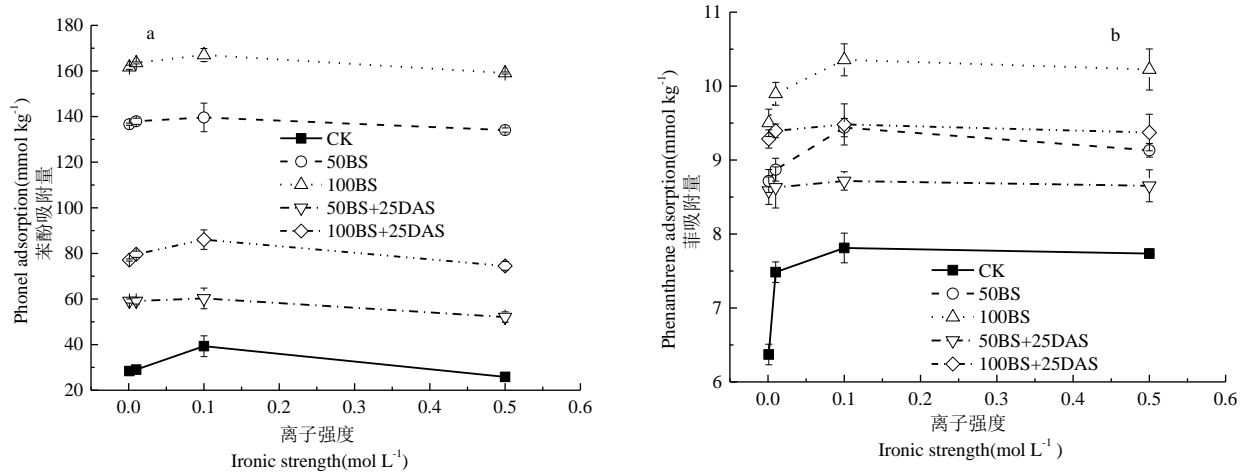 a
180
160
140
120
100
80
60
40
20
0.0 0.1 0.2 0.3 0.4 0.5 0.6
Phonel adsorption(mmol kg-1)
苯酚吸附量
CK
50BS
100BS
50BS+25DAS
100BS+25DAS
离子强度
Ironic strength(mol L-1)
b
11
10
9
8
7
6
0.0 0.1 0.2 0.3 0.4 0.5 0.6
Phenanthrene adsorption(mmol kg-1)
菲吸附量
CK
50BS
100BS
50BS+25DAS
100BS+25DAS
离子强度
Ironic strength(mol L-1)